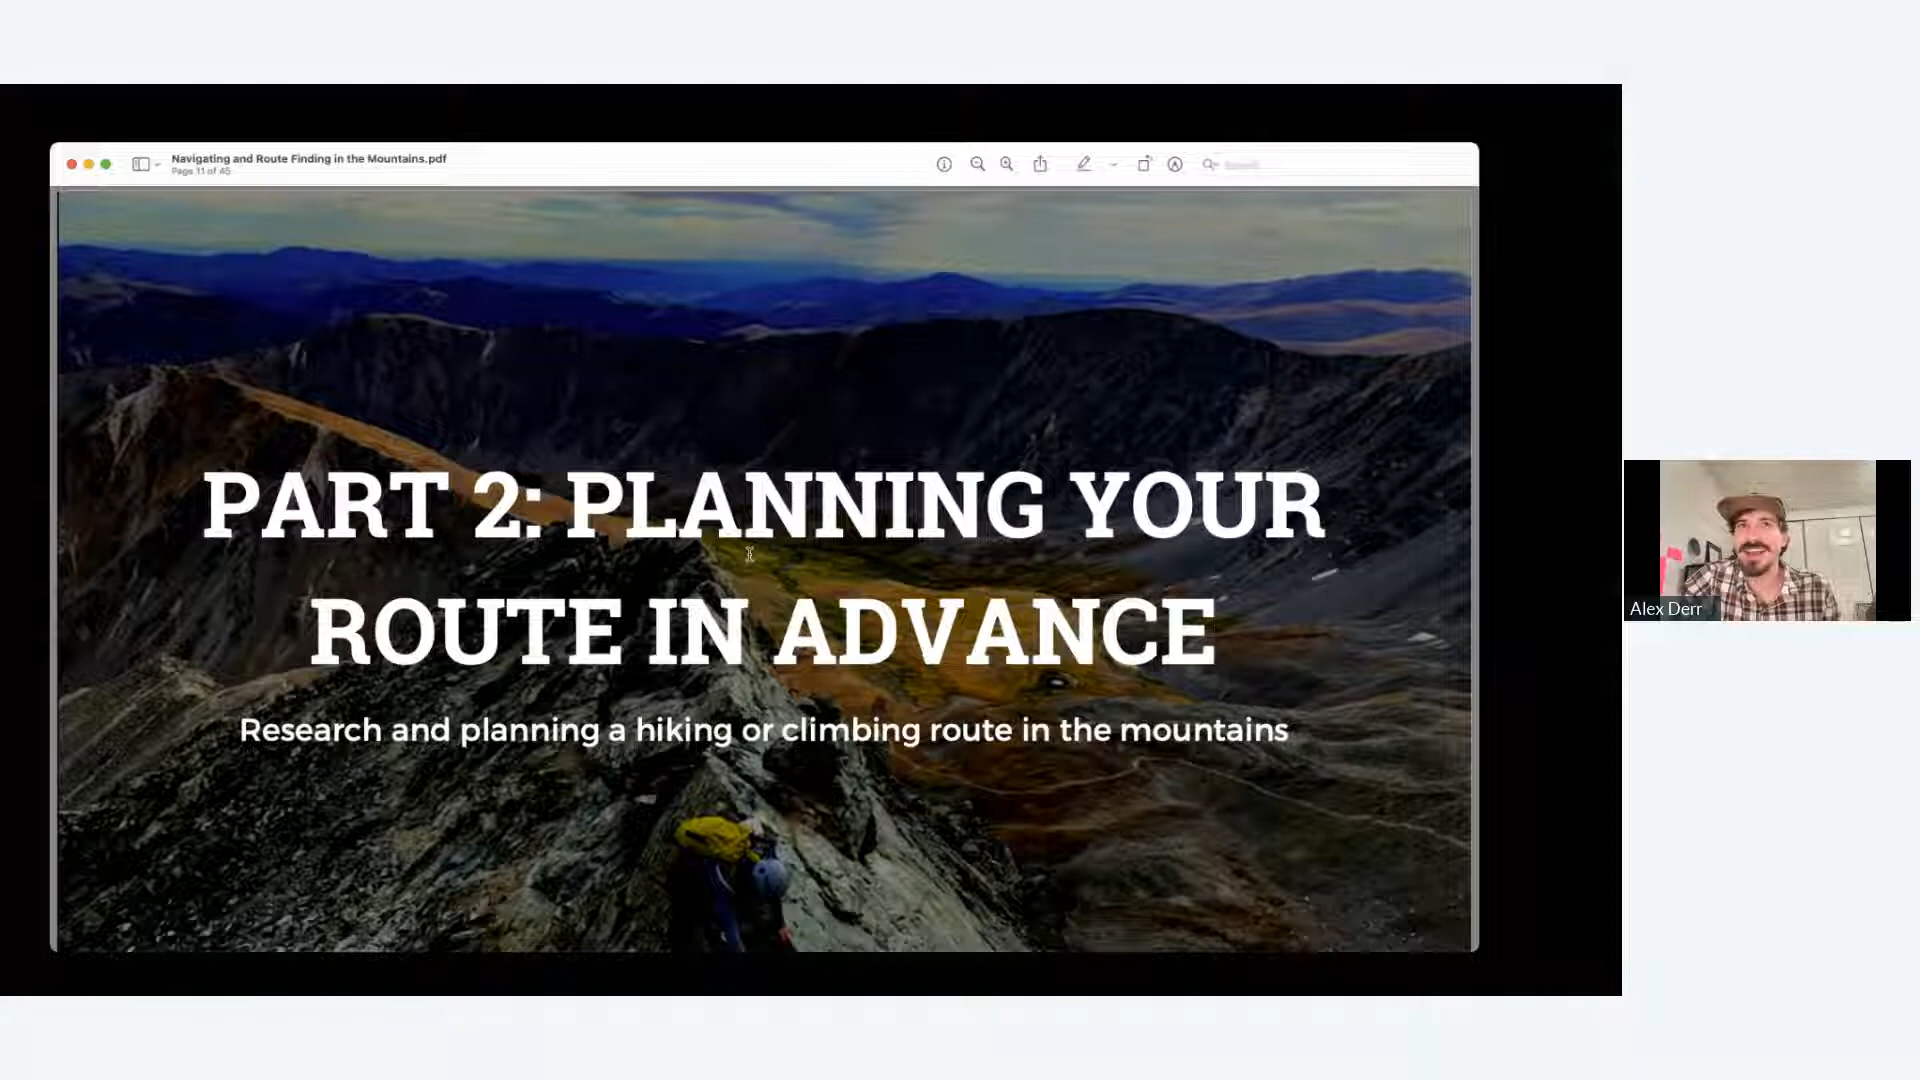 Navigating and Route Finding in the Mountains.pdf
Page 11 of 45
PART 2: PLANNING YOUR
ROUTE IN ADVANCE
Research and planning a hiking or climbing route in the mountains
Alex Derr